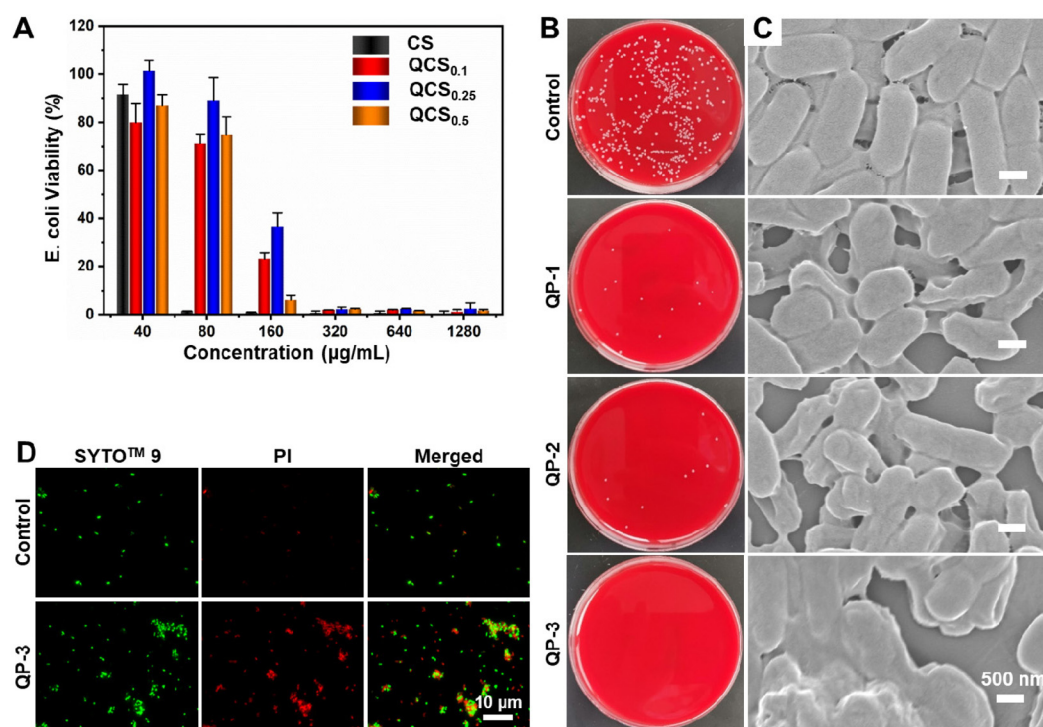 A
120
100
80
60
40
20
0
E. coli Viability (%)
CS
QCS0.1
QCS0.25
QCS0.5
40 80 160 320 640 1280
Concentration (µg/mL)
B
C
Control
QP-1
QP-2
QP-3
500 nm
D
SYTO™ 9 PI Merged
Control
QP-3
10 µm